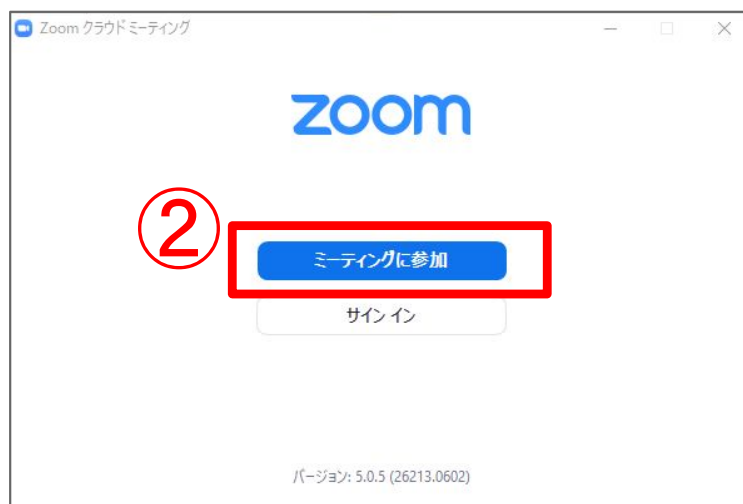 Zoom クラウド ミーティング
zoom
②
ミーティングに参加
サイン イン
バージョン: 5.0.5 (26213.0602)